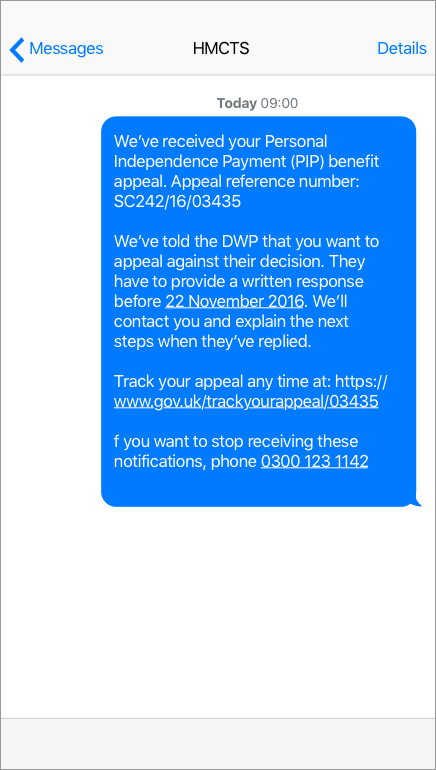 Messages HMCTS Details
Today 09:00
We’ve received your Personal
Independence Payment (PIP) benefit
appeal. Appeal reference number:
SC242/16/03435
We’ve told the DWP that you want to
appeal against their decision. They
have to provide a written response
before 22 November 2016. We’ll
contact you and explain the next
steps when they’ve replied.
Track your appeal any time at: https://
www.gov.uk/trackyourappeal/03435
f you want to stop receiving these
notifications, phone 0300 123 1142